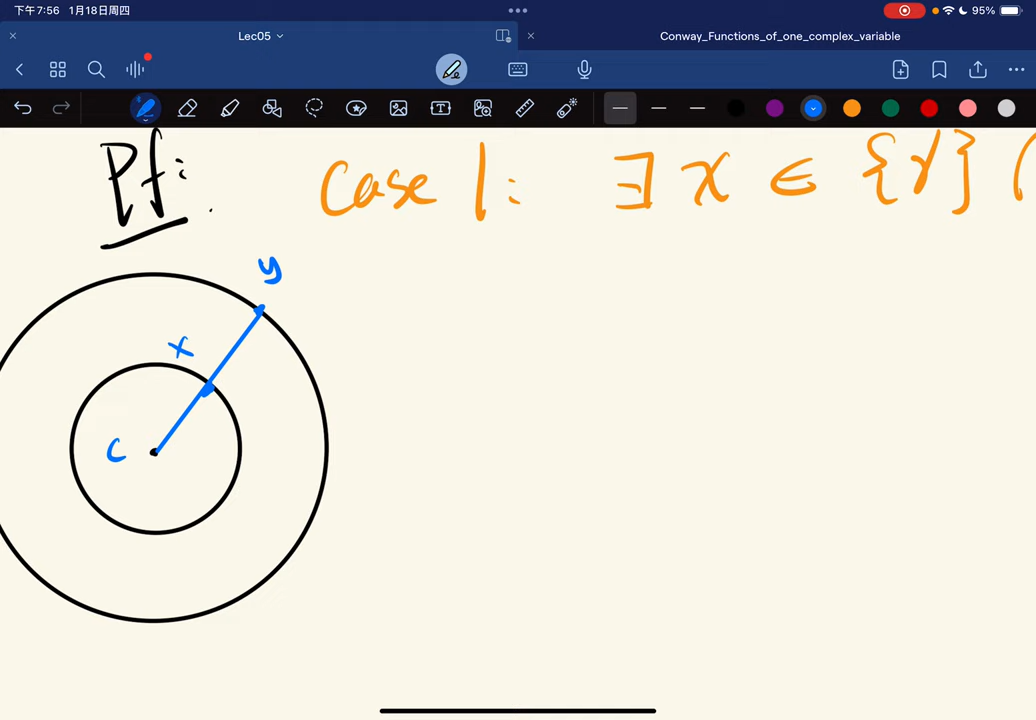 下午7:56 1月18日周四
95%
Lec05
Conway_Functions_of_one_complex_variable
Pf:
Case 1: ∃ x ∈ {γ} (
y
x
c